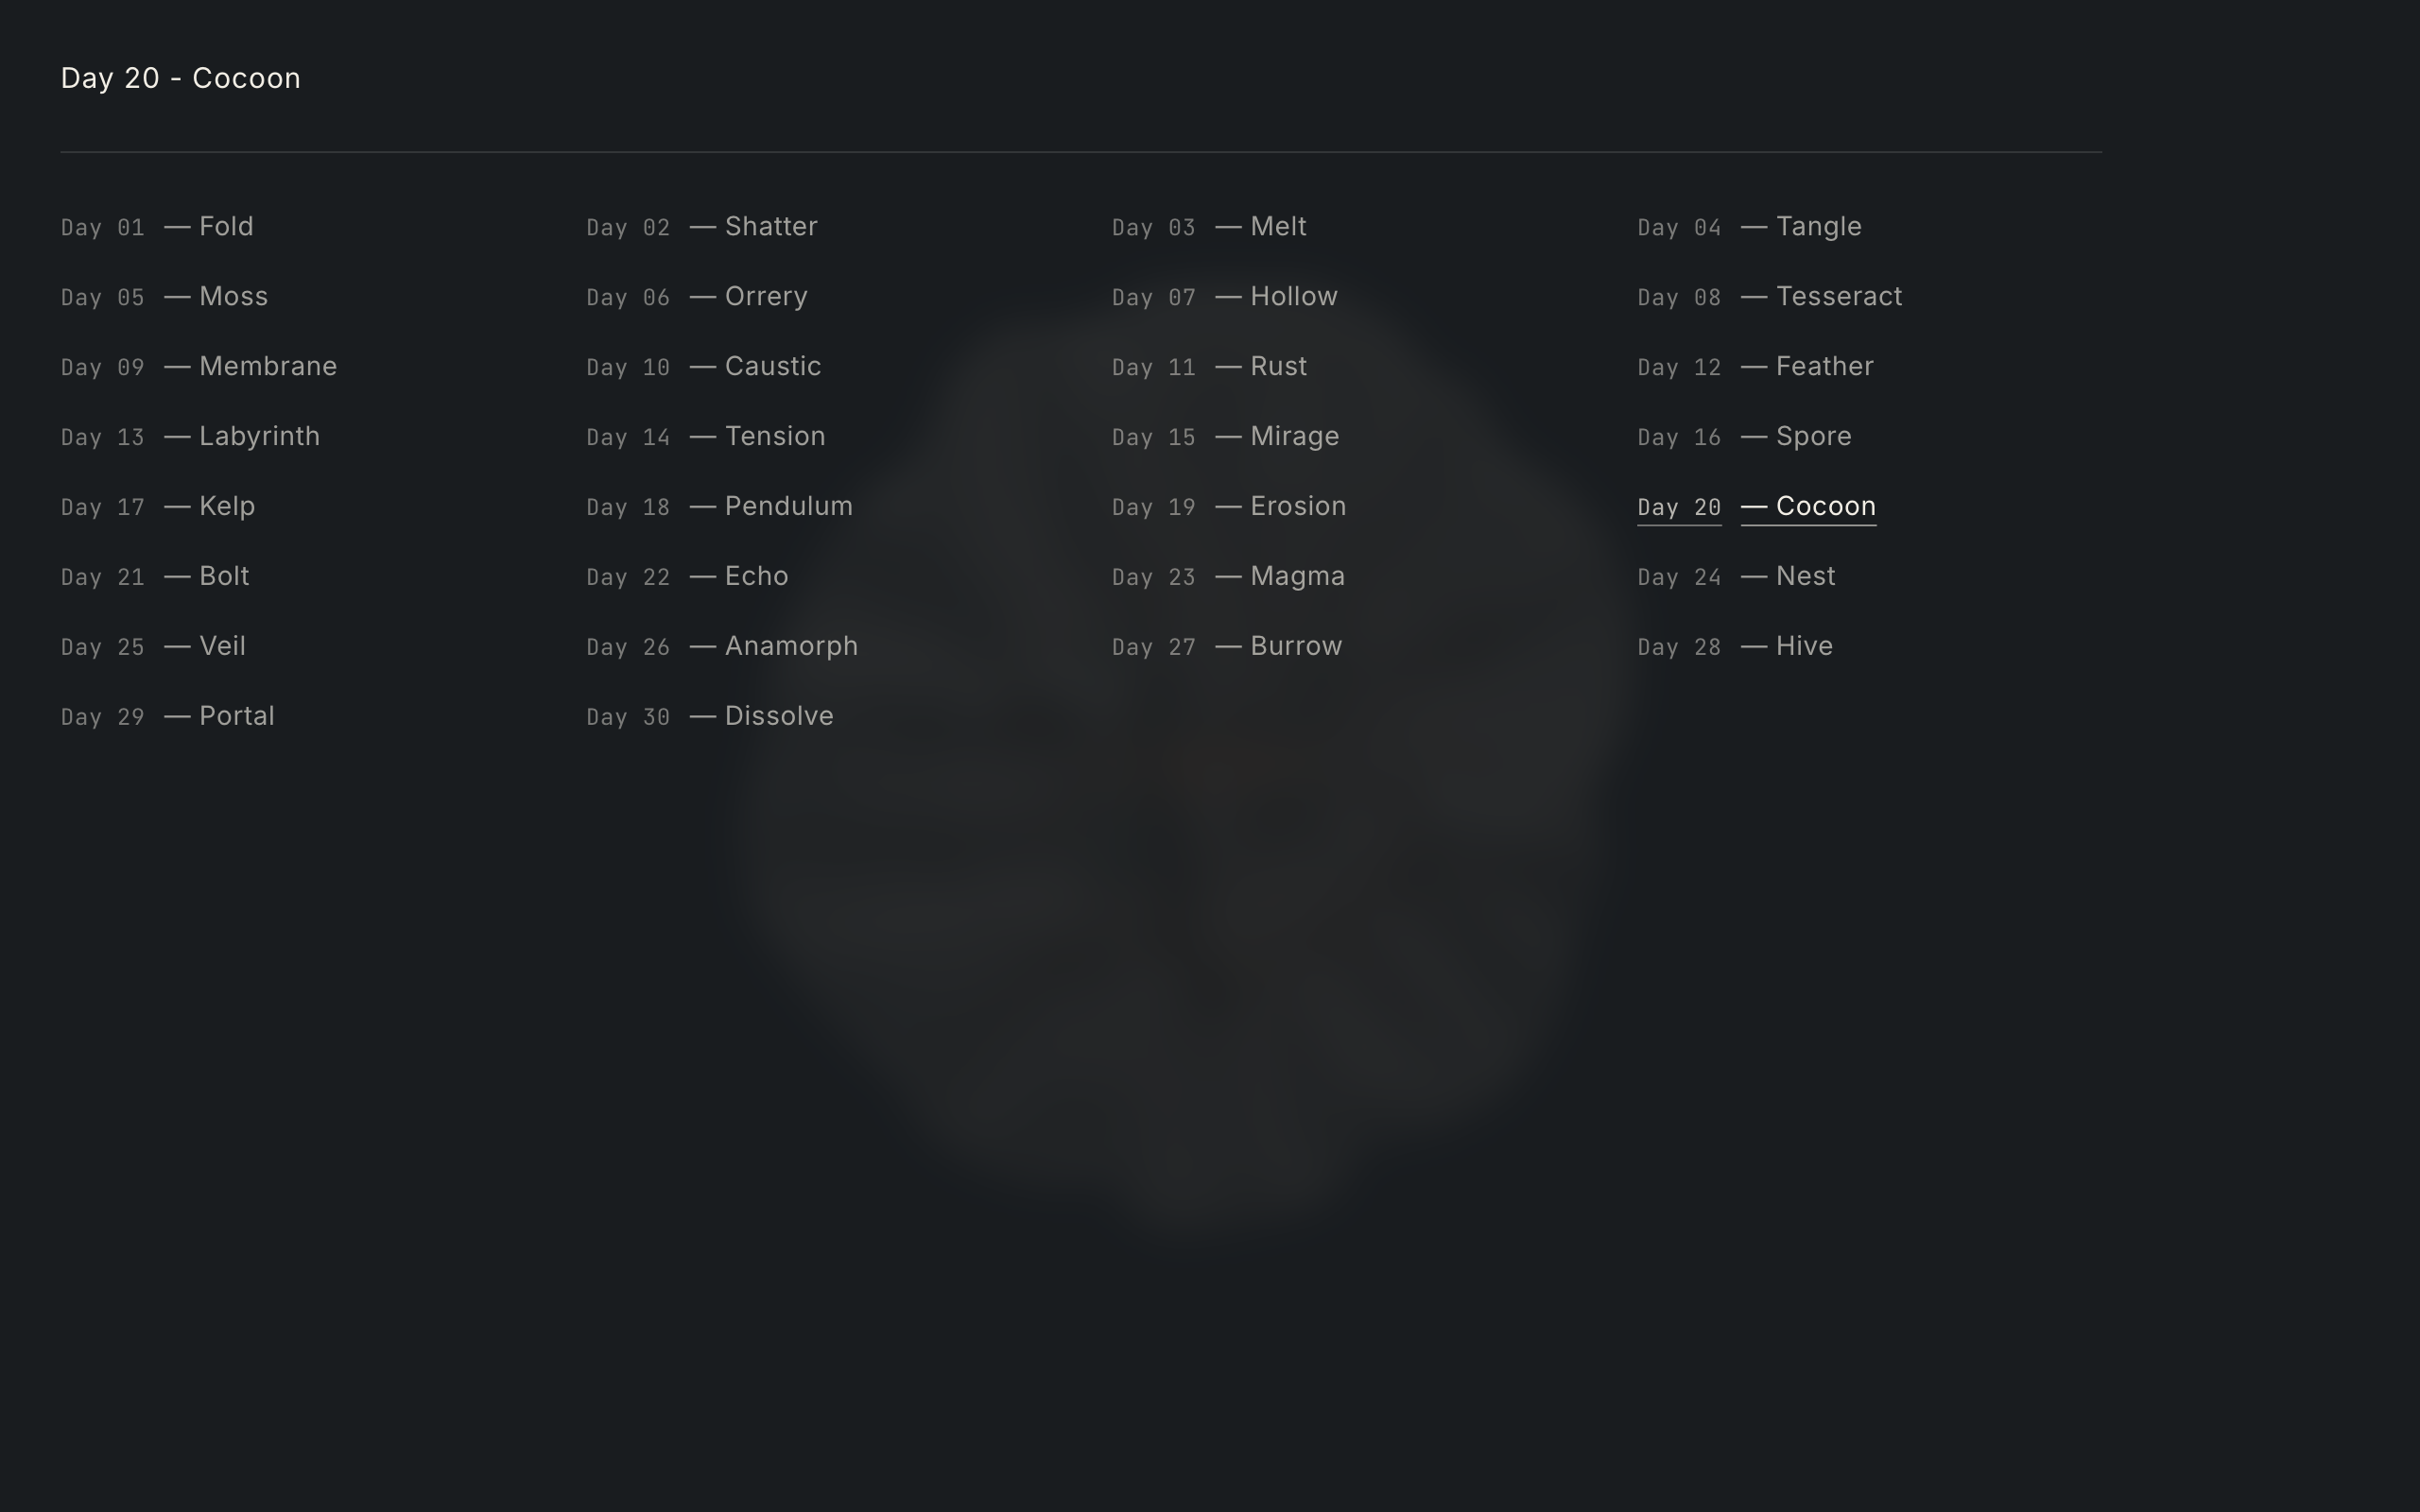 Day 20 - Cocoon
Day 01 — Fold
Day 02 — Shatter
Day 03 — Melt
Day 04 — Tangle
Day 05 — Moss
Day 06 — Orrery
Day 07 — Hollow
Day 08 — Tesseract
Day 09 — Membrane
Day 10 — Caustic
Day 11 — Rust
Day 12 — Feather
Day 13 — Labyrinth
Day 14 — Tension
Day 15 — Mirage
Day 16 — Spore
Day 17 — Kelp
Day 18 — Pendulum
Day 19 — Erosion
Day 20 — Cocoon
Day 21 — Bolt
Day 22 — Echo
Day 23 — Magma
Day 24 — Nest
Day 25 — Veil
Day 26 — Anamorph
Day 27 — Burrow
Day 28 — Hive
Day 29 — Portal
Day 30 — Dissolve